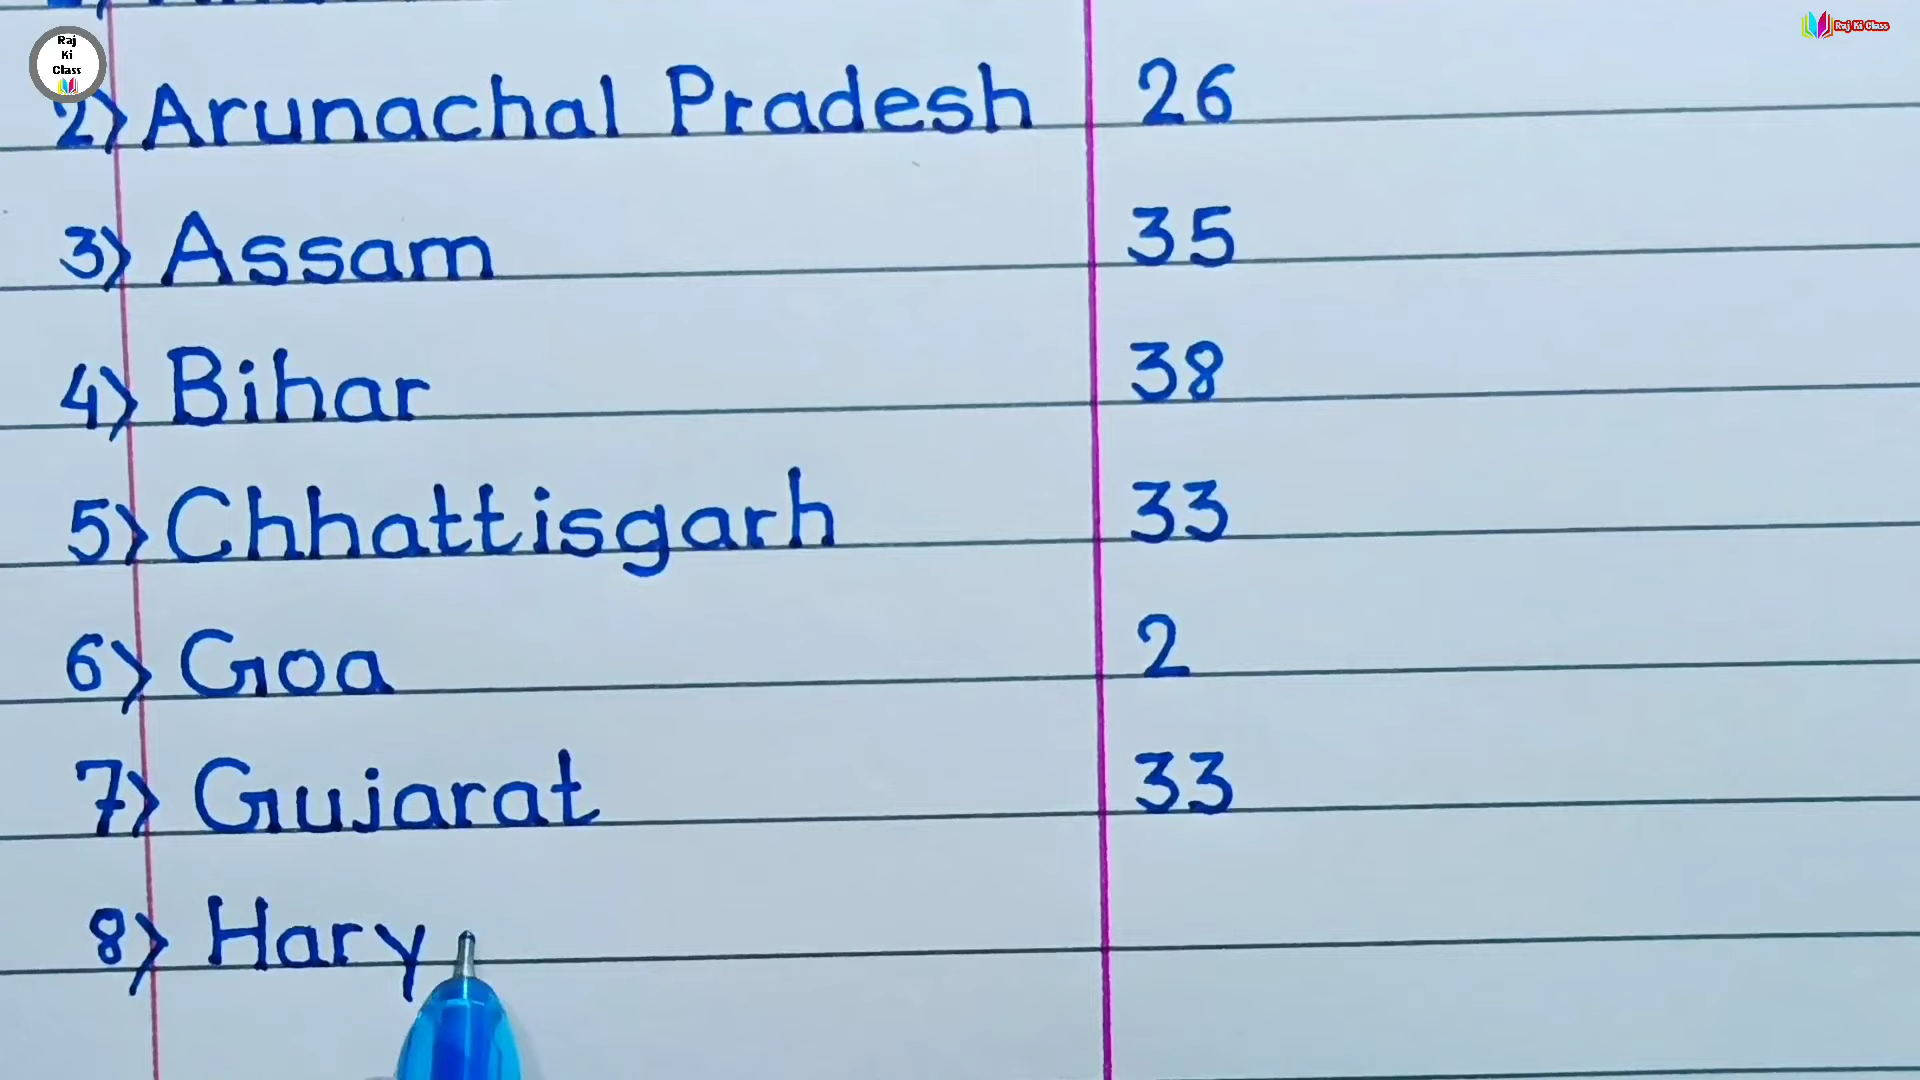 Raj
Ki
Class
Raj Ki Class
2) Arunachal Pradesh 26
3) Assam 35
4) Bihar 38
5) Chhattisgarh 33
6) Goa 2
7) Gujarat 33
8) Hary